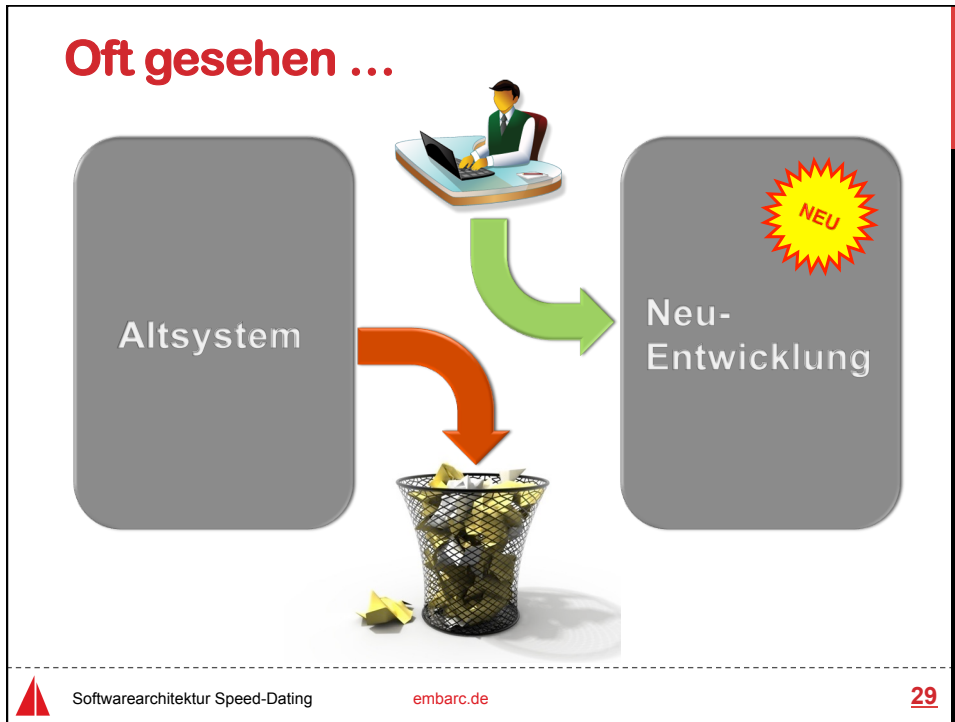 Oft gesehen ...
Altsystem
NEU
Neu-
Entwicklung
Softwarearchitektur Speed-Dating
embarc.de
29